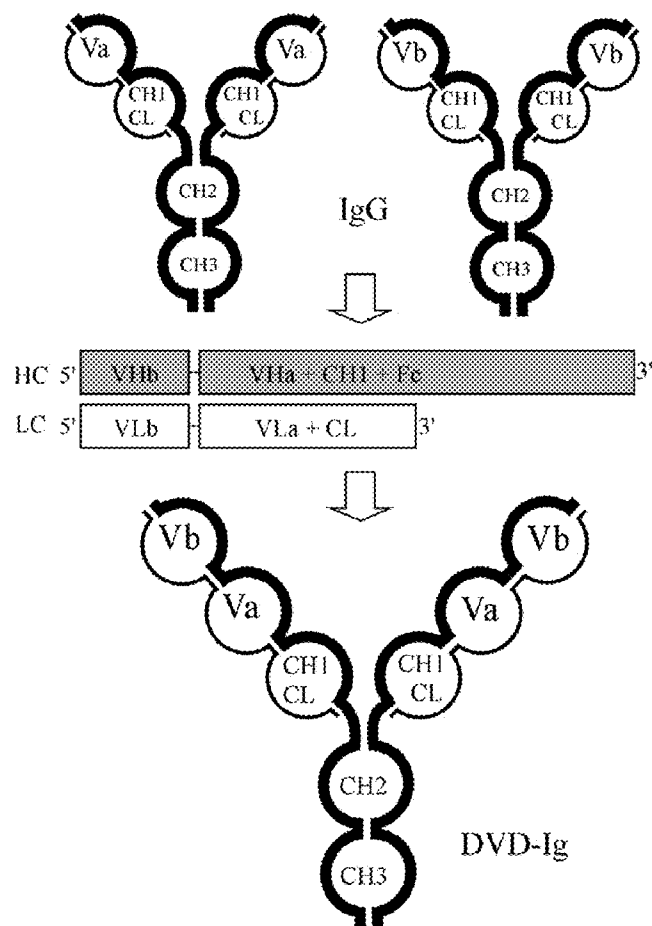 Va Va Vb Vb
CH1 CH1 CH1 CH1
CL CL CL CL
CH2 CH2
IgG
CH3 CH3
HC 5' VHb VHa + CH1 + Fc 3'
LC 5' VLb VLa + CL 3'
Vb Vb
Va Va
CH1 CH1
CL CL
CH2
DVD-Ig
CH3